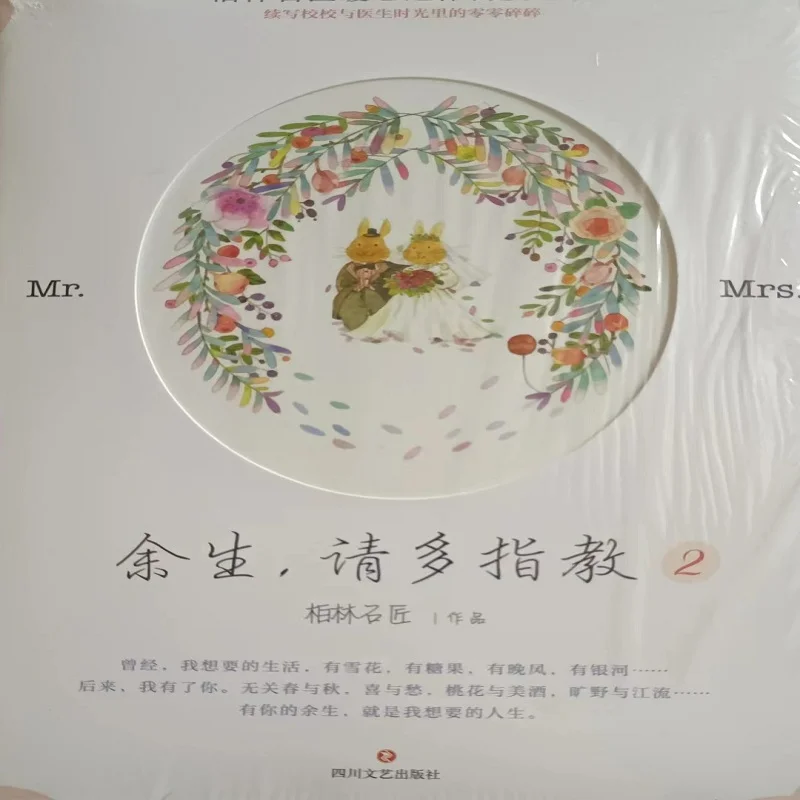 续写校校与医生时光里的零零碎碎
Mr.
Mrs.
余生,请多指教 2
柏林石匠 | 作品
曾经,我想要的生活,有雪花,有糖果,有晚风,有银河……
后来,我有了你。无关春与秋,喜与愁,桃花与美酒,旷野与江流……
有你的余生,就是我想要的人生。
四川文艺出版社